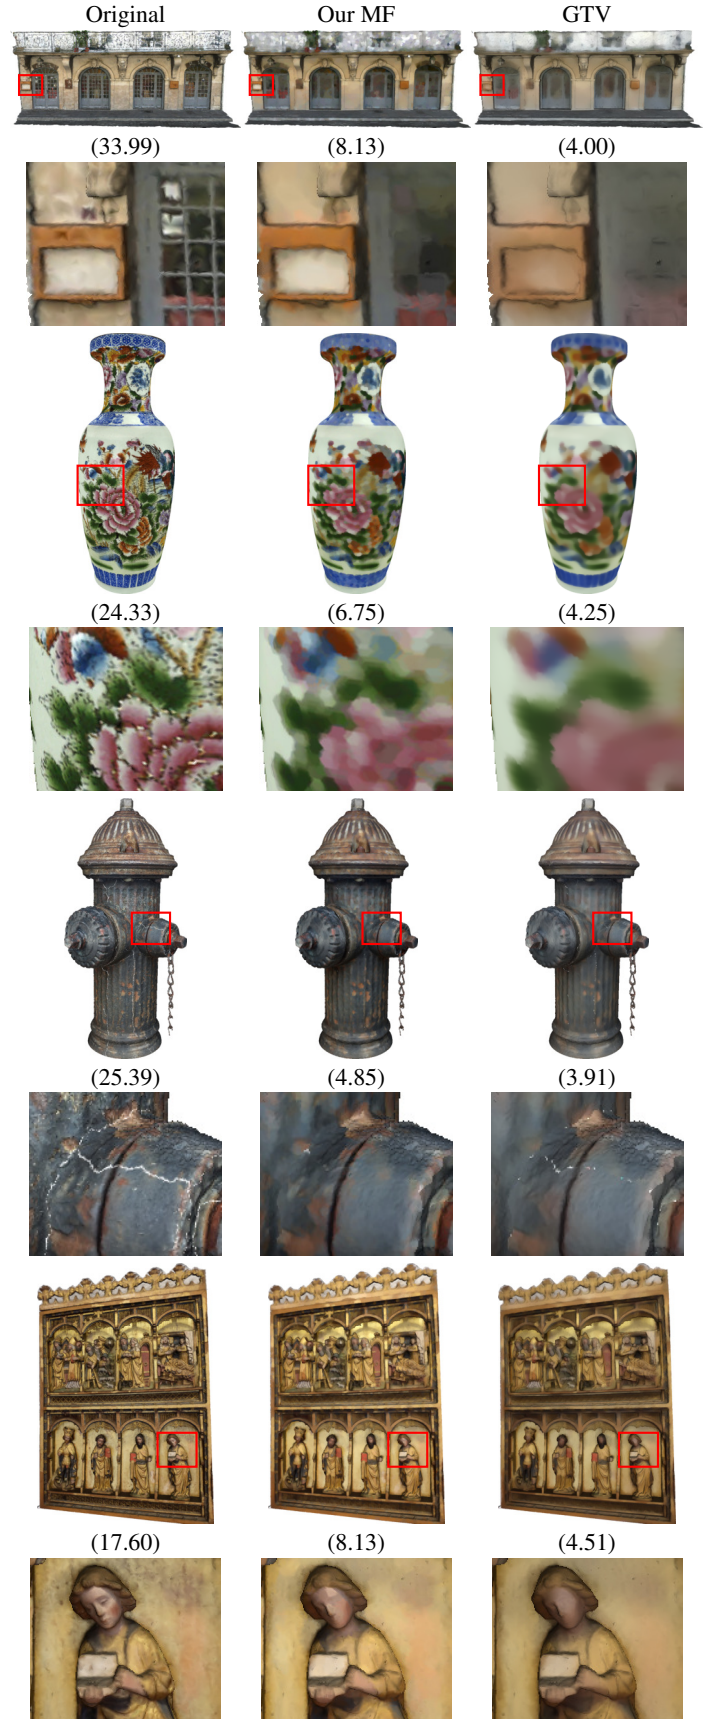 Original Our MF GTV
(33.99) (8.13) (4.00)
(24.33) (6.75) (4.25)
(25.39) (4.85) (3.91)
(17.60) (8.13) (4.51)